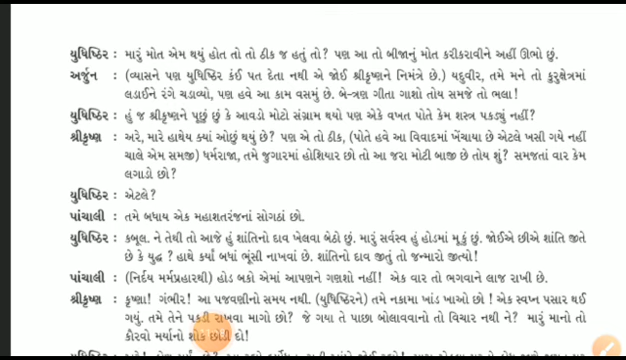 યુધિષ્ઠિર : મારું મોત એમ થયું હોત તો તો ઠીક જ હતું તો? પણ આ તો બીજાનું મોત કરીકરાવીને અહીં ઊભો છું.
અર્જુન : (વ્યાસને પણ યુધિષ્ઠિર કંઈ પત દેતા નથી એ જોઈ શ્રીકૃષ્ણને નિમંત્રે છે.) યદુવીર, તમે મને તો કુરુક્ષેત્રમાં
લડાઈને રંગે ચડાવ્યો, પણ હવે આ કામ વસમું છે. બે-ત્રણ ગીતા ગાશો તોય સમજે તો ભલા!
યુધિષ્ઠિર : હું જ શ્રીકૃષ્ણને પૂછું છું કે આવડો મોટો સંગ્રામ થયો પણ એકે વખત પોતે કેમ શસ્ત્ર પકડ્યું નહીં?
શ્રીકૃષ્ણ : અરે, મારે હાથેય ક્યાં ઓછું થયું છે? પણ એ તો ઠીક, (પોતે હવે આ વિવાદમાં ખેંચાયા છે એટલે ખસી ગયે નહીં
ચાલે એમ સમજી) ધર્મરાજા, તમે જુગારમાં હોશિયાર છો તો આ જરા મોટી બાજી છે તોય શું? સમજતાં વાર કેમ
લગાડો છો?
યુધિષ્ઠિર : એટલે?
પાંચાલી : તમે બધાય એક મહાશતરંજનાં સોગઠાં છો.
યુધિષ્ઠિર : કબૂલ. ને તેથી તો આજે હું શાંતિનો દાવ ખેલવા બેઠો છું. મારું સર્વસ્વ હું હોડમાં મૂકું છું. જોઈએ છીએ શાંતિ જીતે
છે કે યુદ્ધ ? હાથે કર્યાં બધાં ભૂંસી નાખવાં છે. શાંતિનો દાવ જીતું તો જન્મારો જીત્યો!
પાંચાલી : (નિર્દય મર્મપ્રહારથી) હોડ બકો એમાં આપણને ગણશો નહીં! એક વાર તો ભગવાને લાજ રાખી છે.
શ્રીકૃષ્ણ : કૃષ્ણા! ગંભીર! આ પજવણીનો સમય નથી. (યુધિષ્ઠિરને) તમે નકામા ખાંડ ખાઓ છો ! એક સ્વપ્ન પસાર થઈ
ગયું. તમે તેને પકડી રાખવા માગો છો? જે ગયા તે પાછા બોલાવવાનો તો વિચાર નથી ને? મારું માનો તો
કૌરવો મર્યાનો શોક છોડી દો!